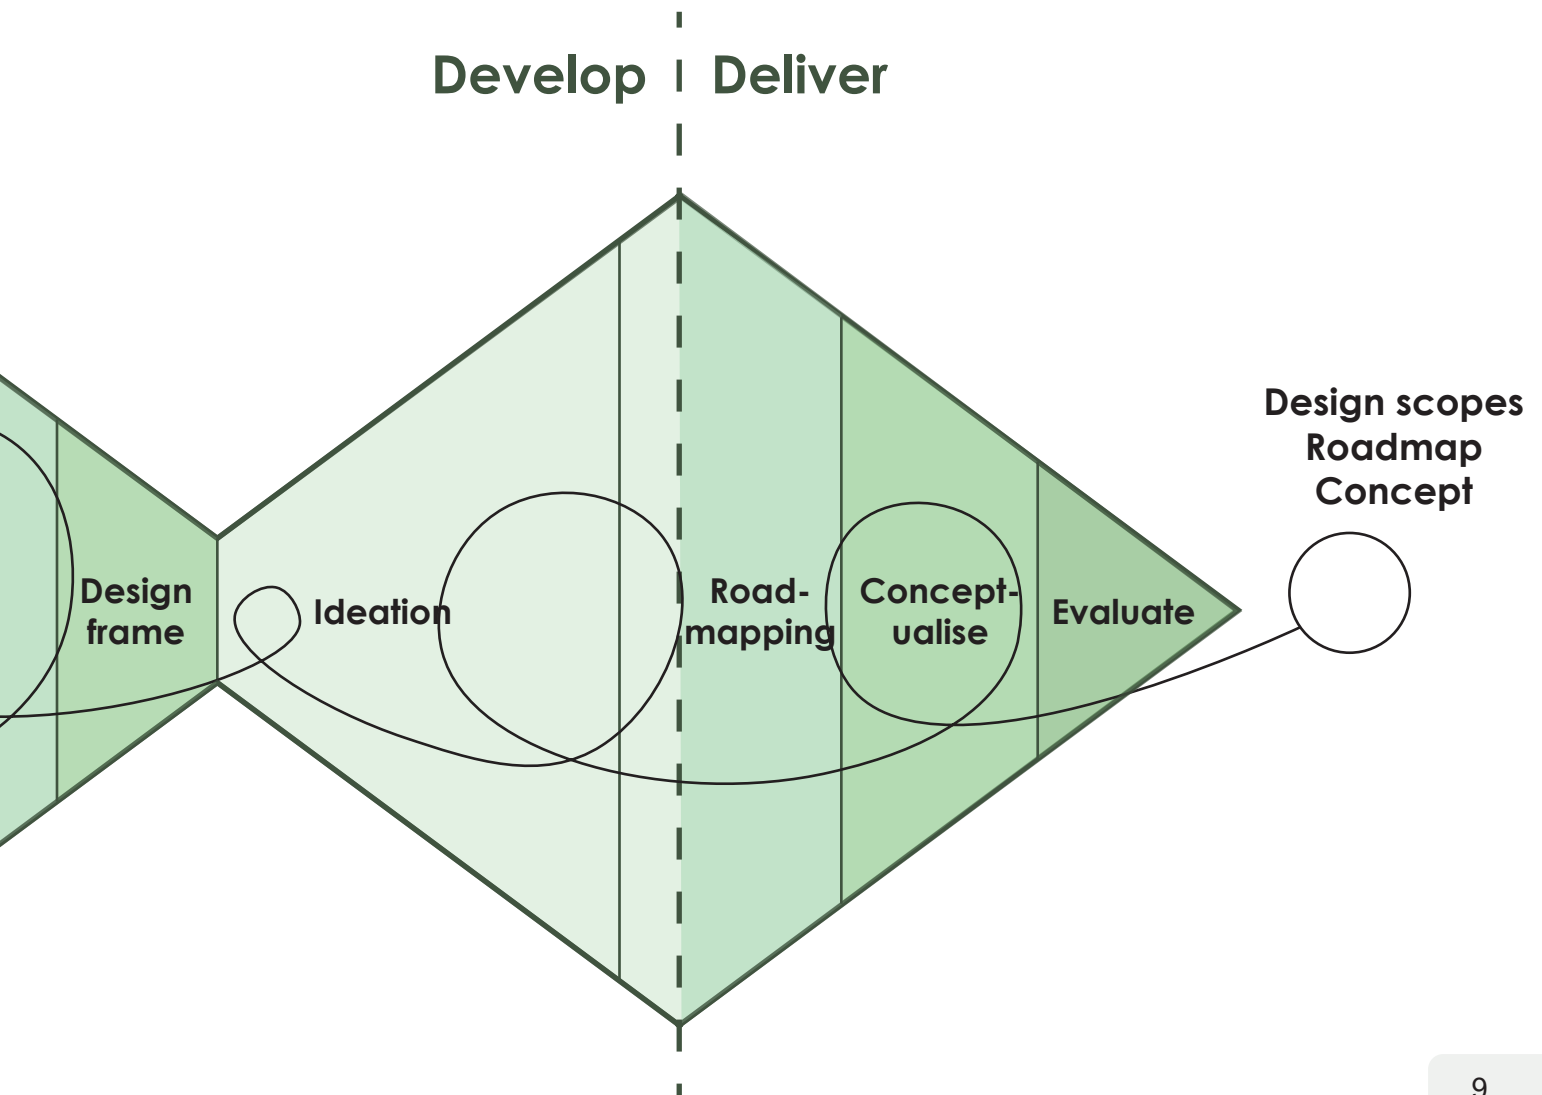 Develop
Deliver
Design
frame
Ideation
Road-
mapping
Concept-
ualise
Evaluate
Design scopes
Roadmap
Concept
9